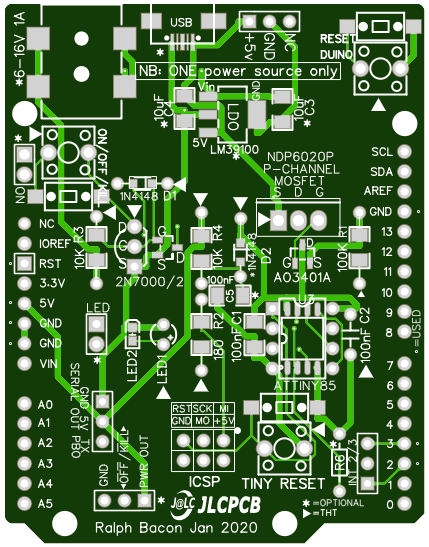 *6-16V 1A
USB
+5v
GND
NC
RESET
DUINO
NB: ONE power source only
Vin
GND
10uF
C4
LDO
10uF
C3
5V
LM39100
ON/OFF/KILL
NO
1N4148 D1
NDP6020P
P-CHANNEL
MOSFET
S D G
SCL
SDA
AREF
GND
13
12
11
10
*9
8
7
6
5
4
3
2
1
0
*=USED
NC
IOREF
RST
3.3V
5V
GND
GND
VIN
A0
A1
A2
A3
A4
A5
R3
10K
D
G
S
G
D
S
2N7000/2
R4
10K
*1N4148
D2
D
G
S
AO3401A
R1
100K
100nF
C5
LED
LED2
LED1
R2
180
C1
100nF
U3
C2
100nF
ATTINY85
GND 5V TX
SERIAL OUT PBO
RST SCK MI
GND MO +5V
ICSP
TINY RESET
R6
INT 2/3
GND
OFF/KILL
PWR OUT
J@LC JLCPCB
*=OPTIONAL
▲=THT
Ralph Bacon Jan 2020